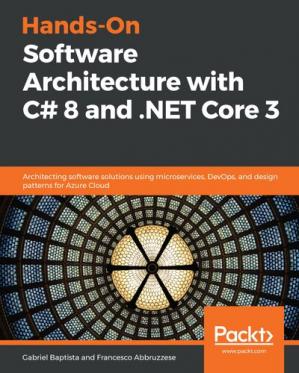 Hands-On
Software
Architecture with
C# 8 and .NET Core 3
Architecting software solutions using microservices, DevOps, and design
patterns for Azure Cloud
Packt>
www.packt.com
Gabriel Baptista and Francesco Abbruzzese